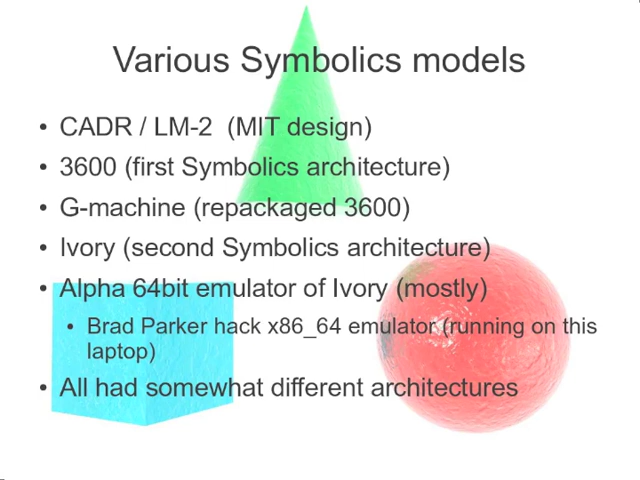 Various Symbolics models
• CADR / LM-2 (MIT design)
• 3600 (first Symbolics architecture)
• G-machine (repackaged 3600)
• Ivory (second Symbolics architecture)
• Alpha 64bit emulator of Ivory (mostly)
• Brad Parker hack x86_64 emulator (running on this
laptop)
• All had somewhat different architectures